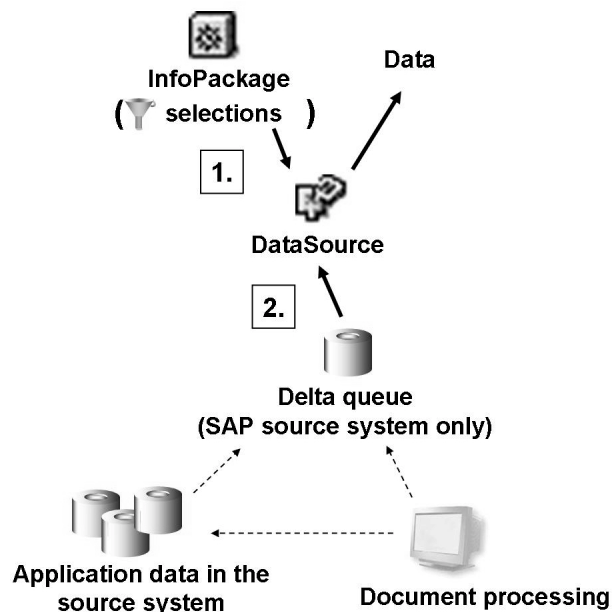 InfoPackage
( selections )
Data
1.
DataSource
2.
Delta queue
(SAP source system only)
Application data in the
source system
Document processing